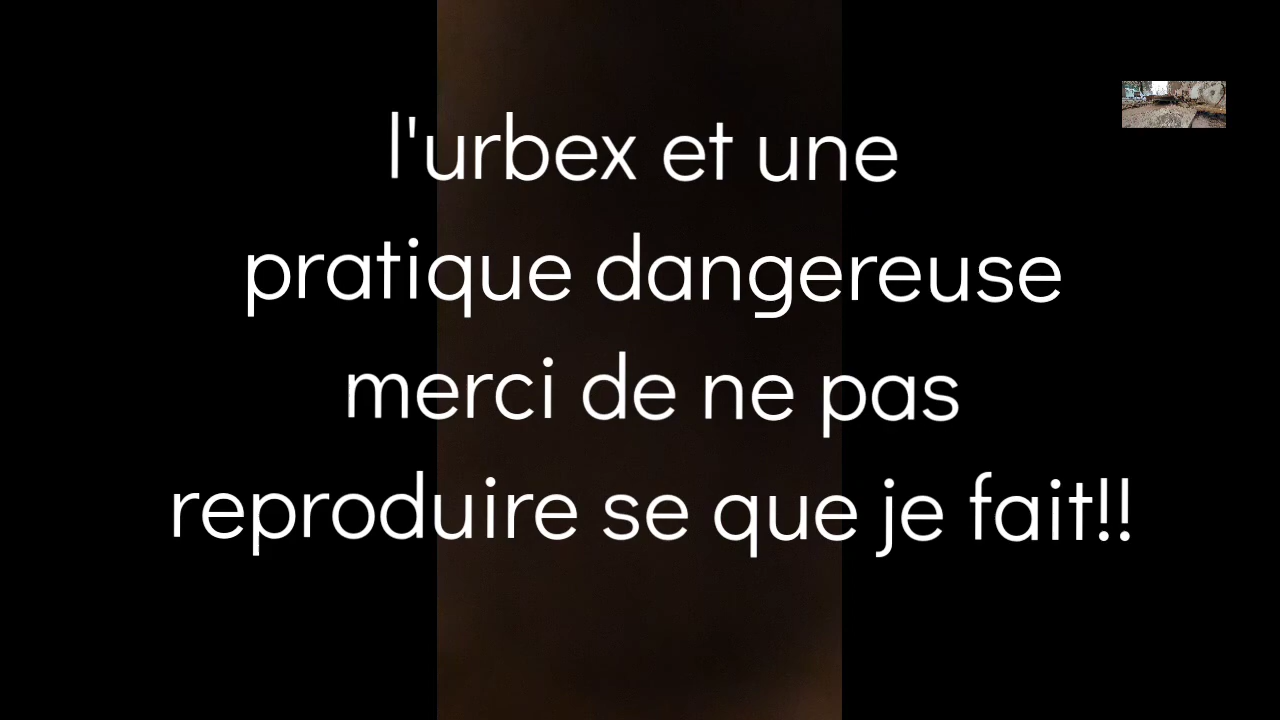 l'urbex et une
pratique dangereuse
merci de ne pas
reproduire se que je fait!!